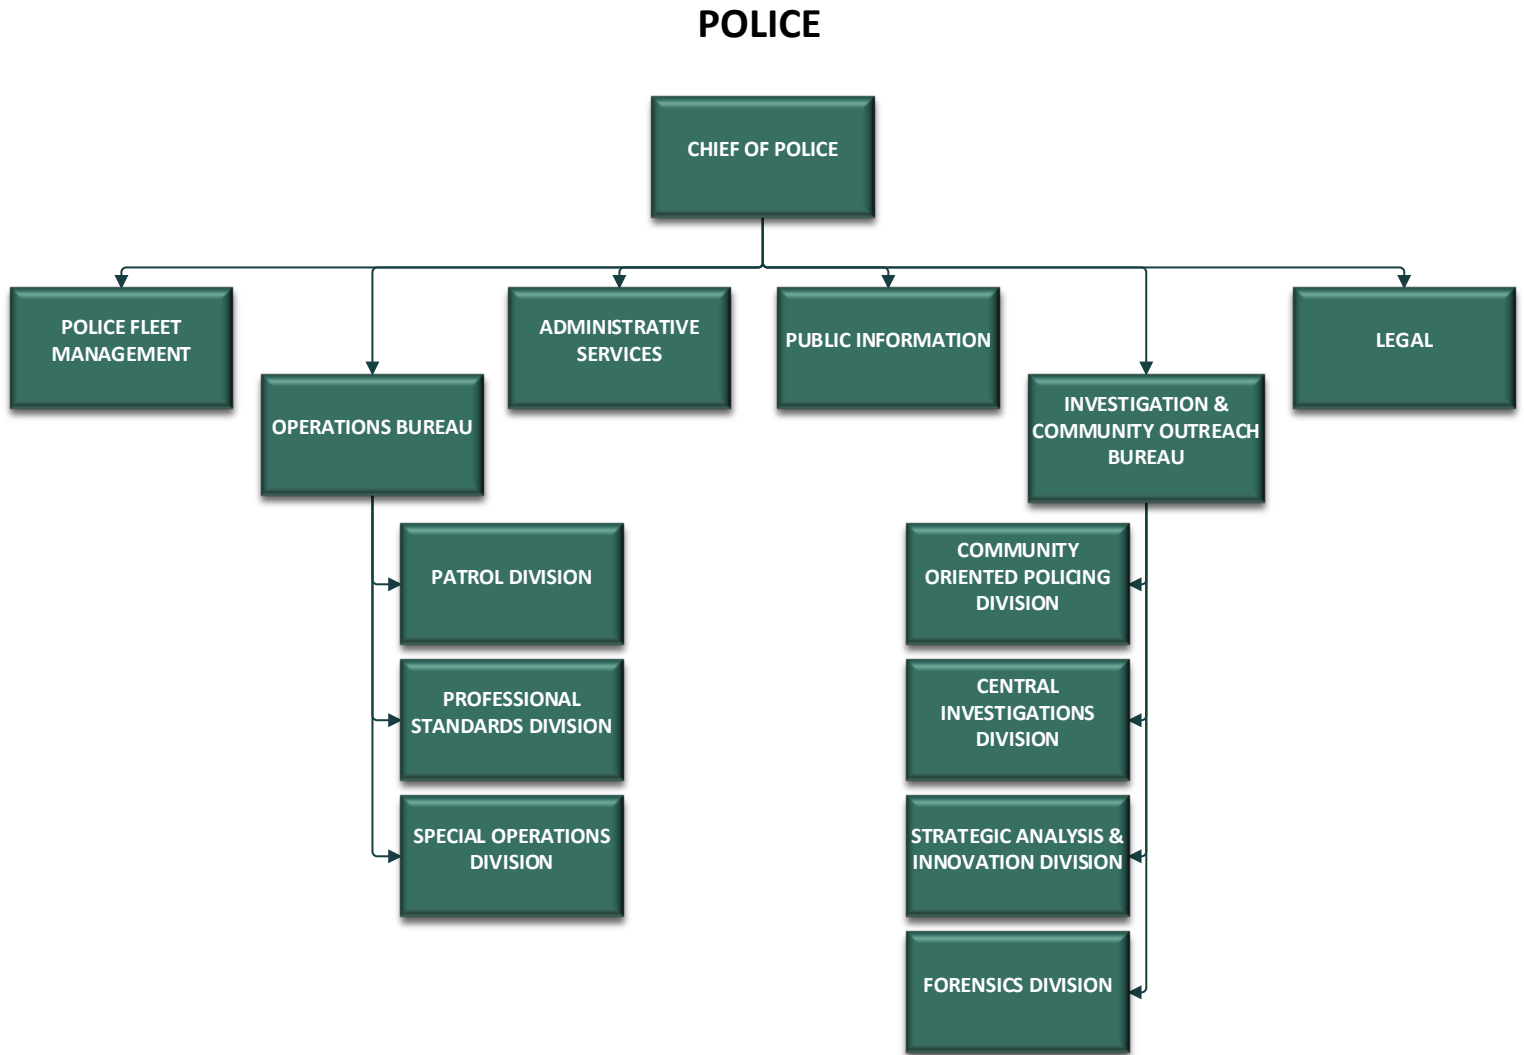 POLICE
CHIEF OF POLICE
POLICE FLEET
MANAGEMENT
OPERATIONS BUREAU
ADMINISTRATIVE
SERVICES
PUBLIC INFORMATION
INVESTIGATION &
COMMUNITY OUTREACH
BUREAU
LEGAL
PATROL DIVISION
PROFESSIONAL
STANDARDS DIVISION
SPECIAL OPERATIONS
DIVISION
COMMUNITY
ORIENTED POLICING
DIVISION
CENTRAL
INVESTIGATIONS
DIVISION
STRATEGIC ANALYSIS &
INNOVATION DIVISION
FORENSICS DIVISION